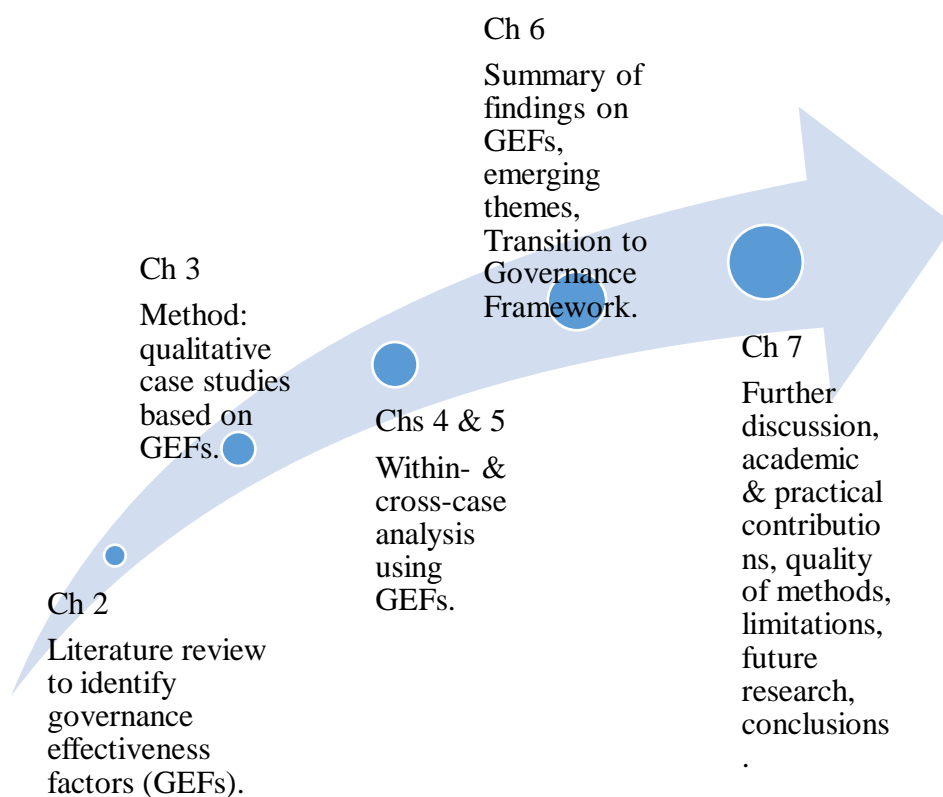 Ch 2
Literature review
to identify
governance
effectiveness
factors (GEFs).
Ch 3
Method:
qualitative
case studies
based on
GEFs.
Chs 4 & 5
Within- &
cross-case
analysis
using
GEFs.
Ch 6
Summary of
findings on
GEFs,
emerging
themes,
Transition to
Governance
Framework.
Ch 7
Further
discussion,
academic
& practical
contributio
ns, quality
of methods,
limitations,
future
research,
conclusions
.